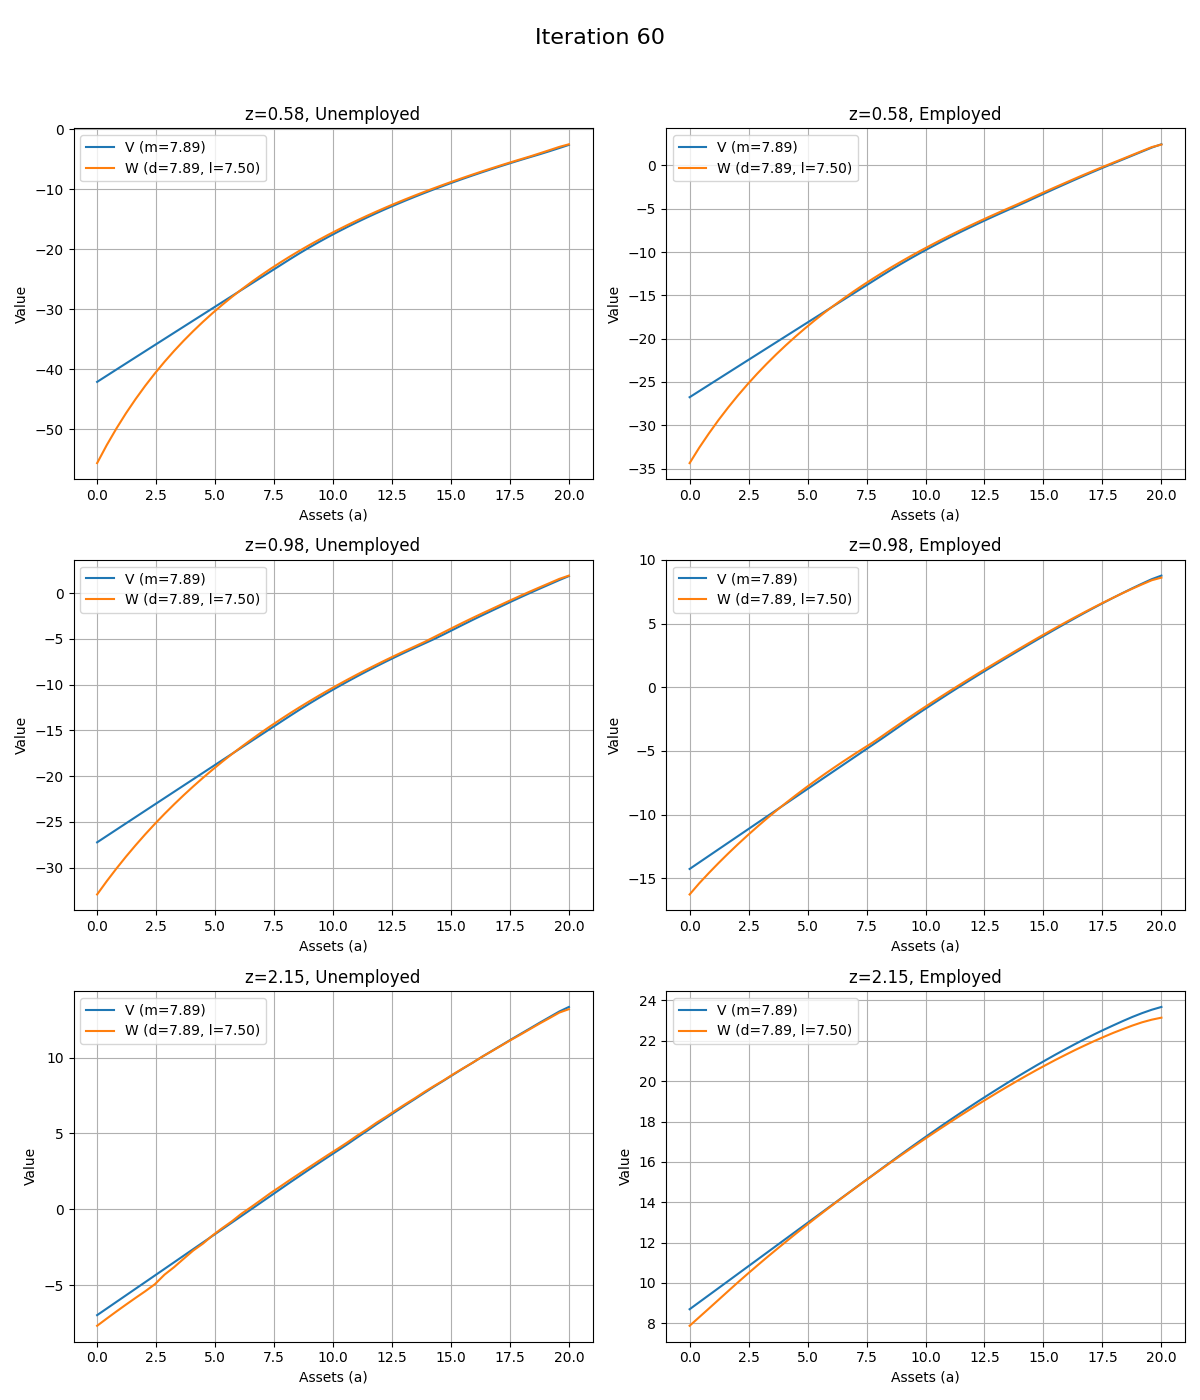 Iteration 60
z=0.58, Unemployed
V (m=7.89)
W (d=7.89, l=7.50)
Value
0
−10
−20
−30
−40
−50
0.0 2.5 5.0 7.5 10.0 12.5 15.0 17.5 20.0
Assets (a)
z=0.58, Employed
V (m=7.89)
W (d=7.89, l=7.50)
Value
0
−5
−10
−15
−20
−25
−30
−35
0.0 2.5 5.0 7.5 10.0 12.5 15.0 17.5 20.0
Assets (a)
z=0.98, Unemployed
V (m=7.89)
W (d=7.89, l=7.50)
Value
0
−5
−10
−15
−20
−25
−30
0.0 2.5 5.0 7.5 10.0 12.5 15.0 17.5 20.0
Assets (a)
z=0.98, Employed
V (m=7.89)
W (d=7.89, l=7.50)
Value
10
5
0
−5
−10
−15
0.0 2.5 5.0 7.5 10.0 12.5 15.0 17.5 20.0
Assets (a)
z=2.15, Unemployed
V (m=7.89)
W (d=7.89, l=7.50)
Value
10
5
0
−5
0.0 2.5 5.0 7.5 10.0 12.5 15.0 17.5 20.0
Assets (a)
z=2.15, Employed
V (m=7.89)
W (d=7.89, l=7.50)
Value
24
22
20
18
16
14
12
10
8
0.0 2.5 5.0 7.5 10.0 12.5 15.0 17.5 20.0
Assets (a)